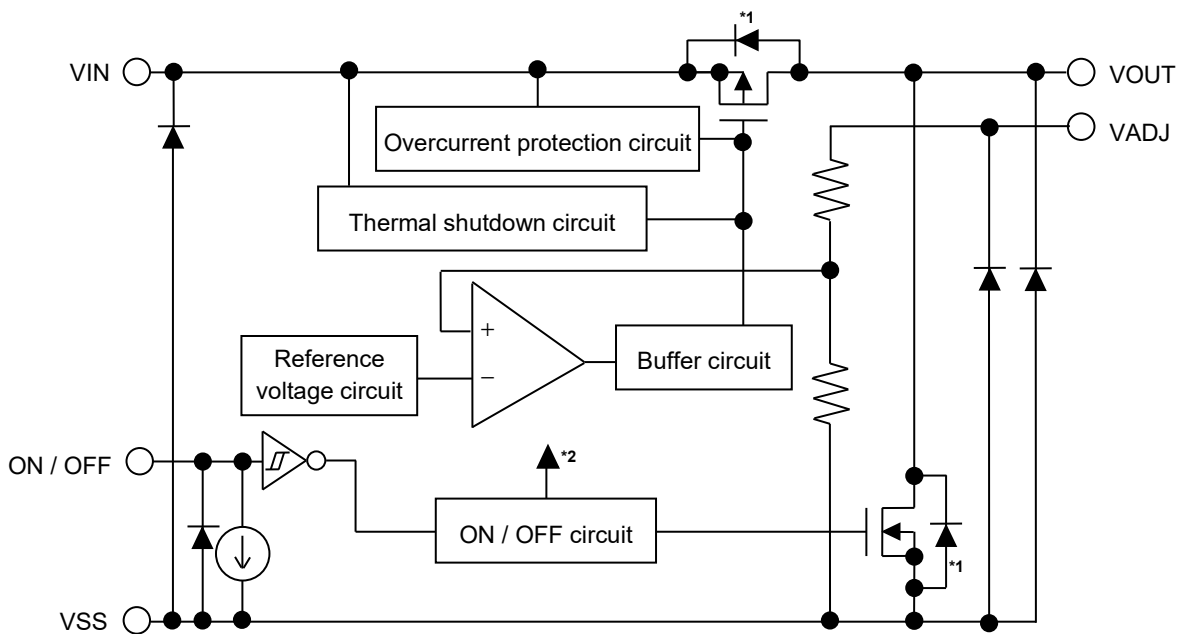 *1
VIN
VOUT
VADJ
Overcurrent protection circuit
Thermal shutdown circuit
+
−
Reference
voltage circuit
Buffer circuit
ON / OFF
*2
ON / OFF circuit
*1
VSS